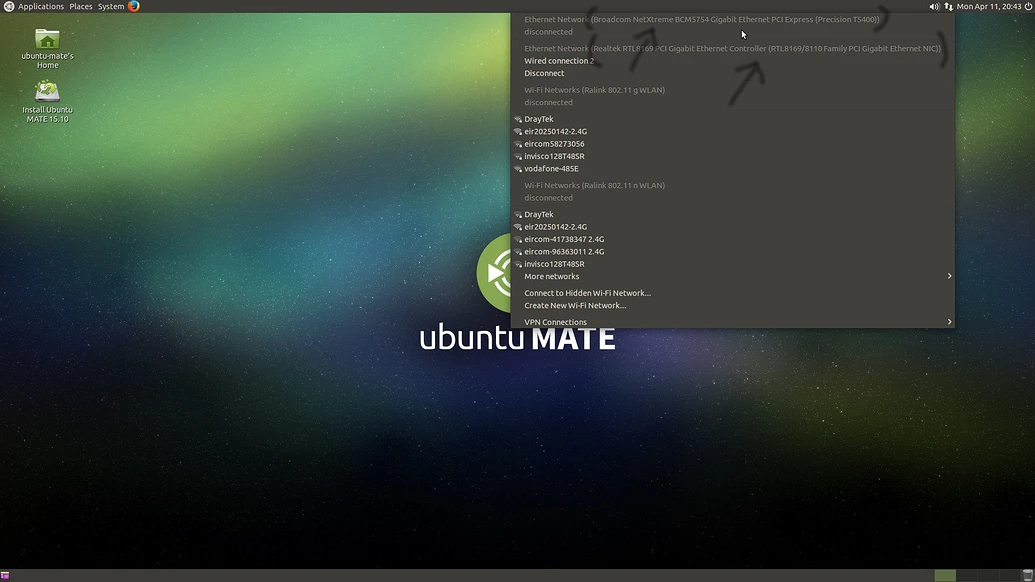 Applications Places System
Mon Apr 11, 20:43
ubuntu-mate's
Home
Install Ubuntu
MATE 15.10
Ethernet Network (Broadcom NetXtreme BCM5754 Gigabit Ethernet PCI Express (Precision T5400))
disconnected
Ethernet Network (Realtek RTL8169 PCI Gigabit Ethernet Controller (RTL8169/8110 Family PCI Gigabit Ethernet NIC))
Wired connection 2
Disconnect
Wi-Fi Networks (Ralink 802.11 g WLAN)
disconnected
DrayTek
eir20250142-2.4G
eircom58273056
invisco128T48SR
vodafone-485E
Wi-Fi Networks (Ralink 802.11 n WLAN)
disconnected
DrayTek
eir20250142-2.4G
eircom-41738347 2.4G
eircom-96363011 2.4G
invisco128T48SR
More networks
Connect to Hidden Wi-Fi Network...
Create New Wi-Fi Network...
VPN Connections
ubuntu MATE